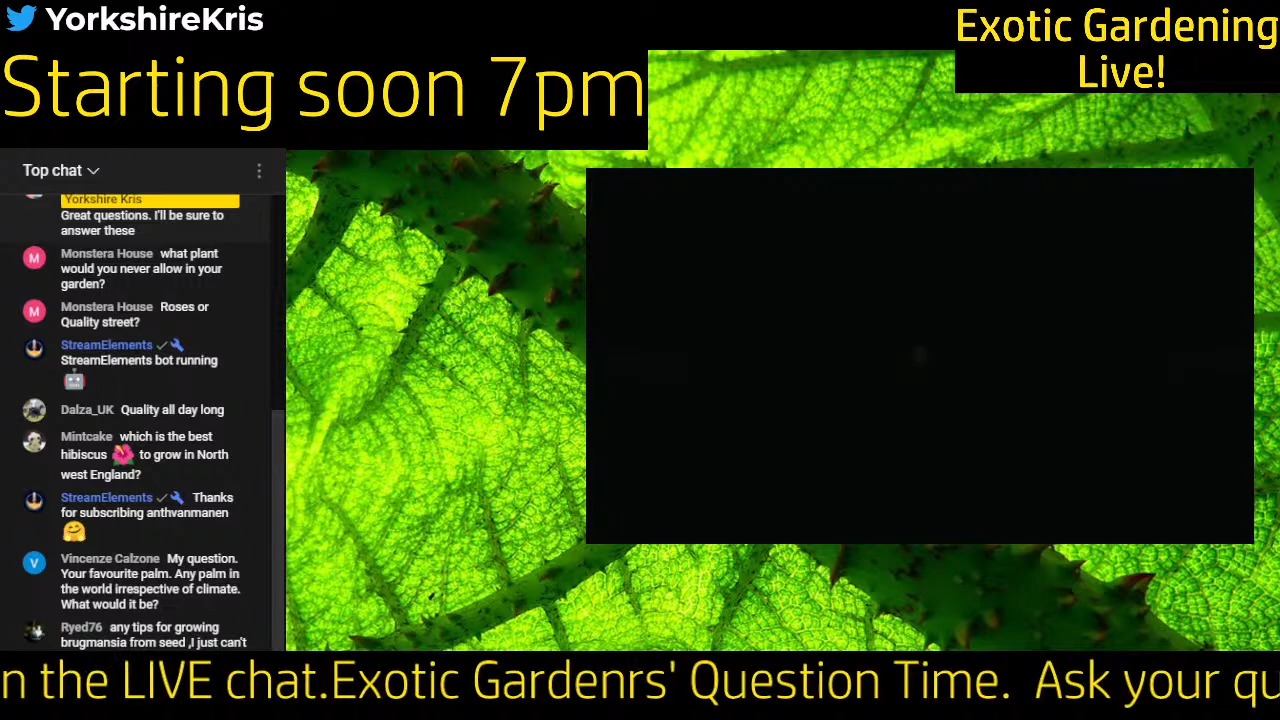 YorkshireKris
Exotic Gardening
Live!
Starting soon 7pm
Top chat
Yorkshire Kris
Great questions. I'll be sure to
answer these
Monstera House what plant
would you never allow in your
garden?
Monstera House Roses or
Quality street?
StreamElements
StreamElements bot running
Dalza_UK Quality all day long
Mintcake which is the best
hibiscus to grow in North
west England?
StreamElements Thanks
for subscribing anthvanmanen
Vincenze Calzone My question.
Your favourite palm. Any palm in
the world irrespective of climate.
What would it be?
Ryed76 any tips for growing
brugmansia from seed ,I just can't
n the LIVE chat.Exotic Gardenrs' Question Time. Ask your qu